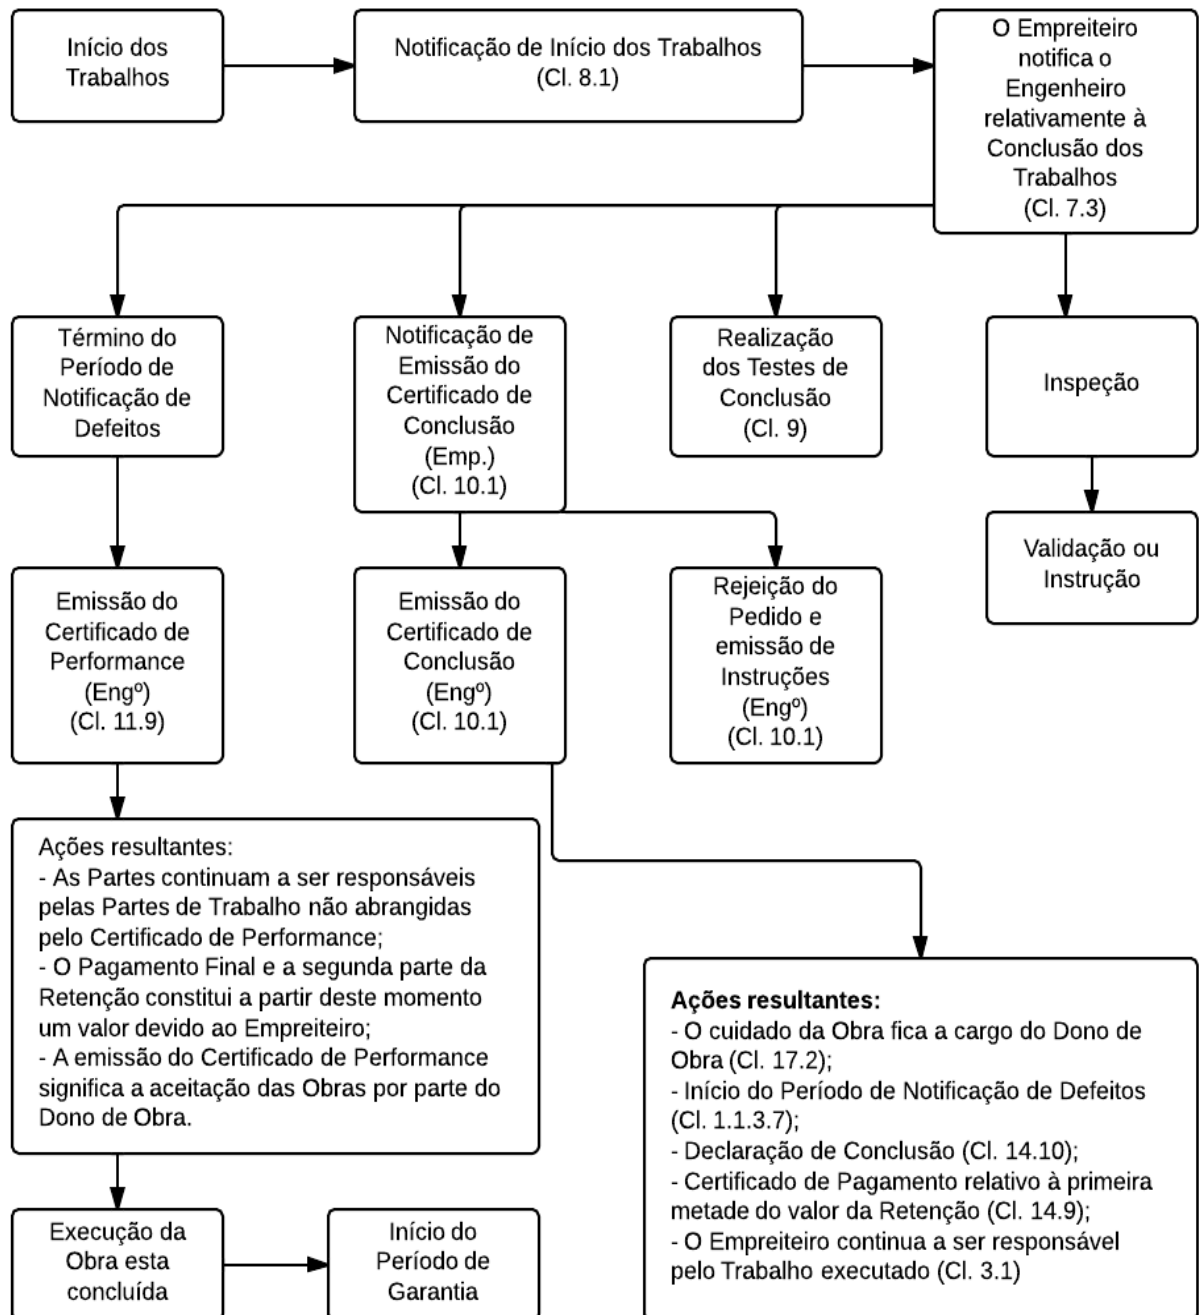 Início dos
Trabalhos
Notificação de Início dos Trabalhos
(Cl. 8.1)
O Empreiteiro
notifica o
Engenheiro
relativamente à
Conclusão dos
Trabalhos
(Cl. 7.3)
Término do
Período de
Notificação de
Defeitos
Notificação de
Emissão do
Certificado de
Conclusão
(Emp.)
(Cl. 10.1)
Realização
dos Testes de
Conclusão
(Cl. 9)
Inspeção
Validação ou
Instrução
Emissão do
Certificado de
Performance
(Engº)
(Cl. 11.9)
Emissão do
Certificado de
Conclusão
(Engº)
(Cl. 10.1)
Rejeição do
Pedido e
emissão de
Instruções
(Engº)
(Cl. 10.1)
Ações resultantes:
- As Partes continuam a ser responsáveis
pelas Partes de Trabalho não abrangidas
pelo Certificado de Performance;
- O Pagamento Final e a segunda parte da
Retenção constitui a partir deste momento
um valor devido ao Empreiteiro;
- A emissão do Certificado de Performance
significa a aceitação das Obras por parte do
Dono de Obra.
Ações resultantes:
- O cuidado da Obra fica a cargo do Dono de
Obra (Cl. 17.2);
- Início do Período de Notificação de Defeitos
(Cl. 1.1.3.7);
- Declaração de Conclusão (Cl. 14.10);
- Certificado de Pagamento relativo à primeira
metade do valor da Retenção (Cl. 14.9);
- O Empreiteiro continua a ser responsável
pelo Trabalho executado (Cl. 3.1)
Execução da
Obra esta
concluída
Início do
Período de
Garantia